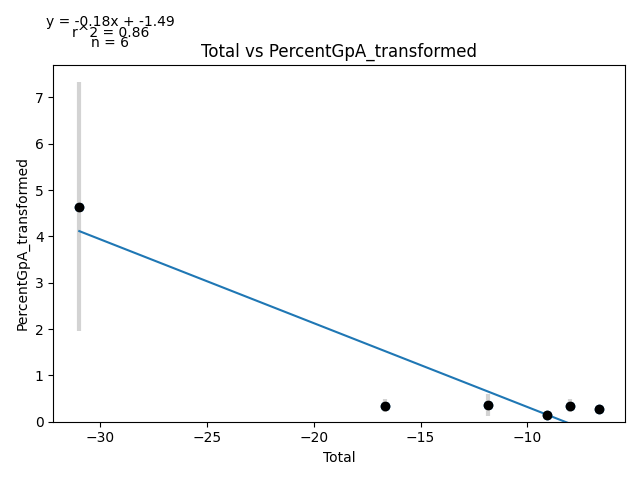 y = -0.18x + -1.49
r^2 = 0.86
n = 6
Total vs PercentGpA_transformed
PercentGpA_transformed
7
6
5
4
3
2
1
0
−30
−25
−20
−15
−10
Total